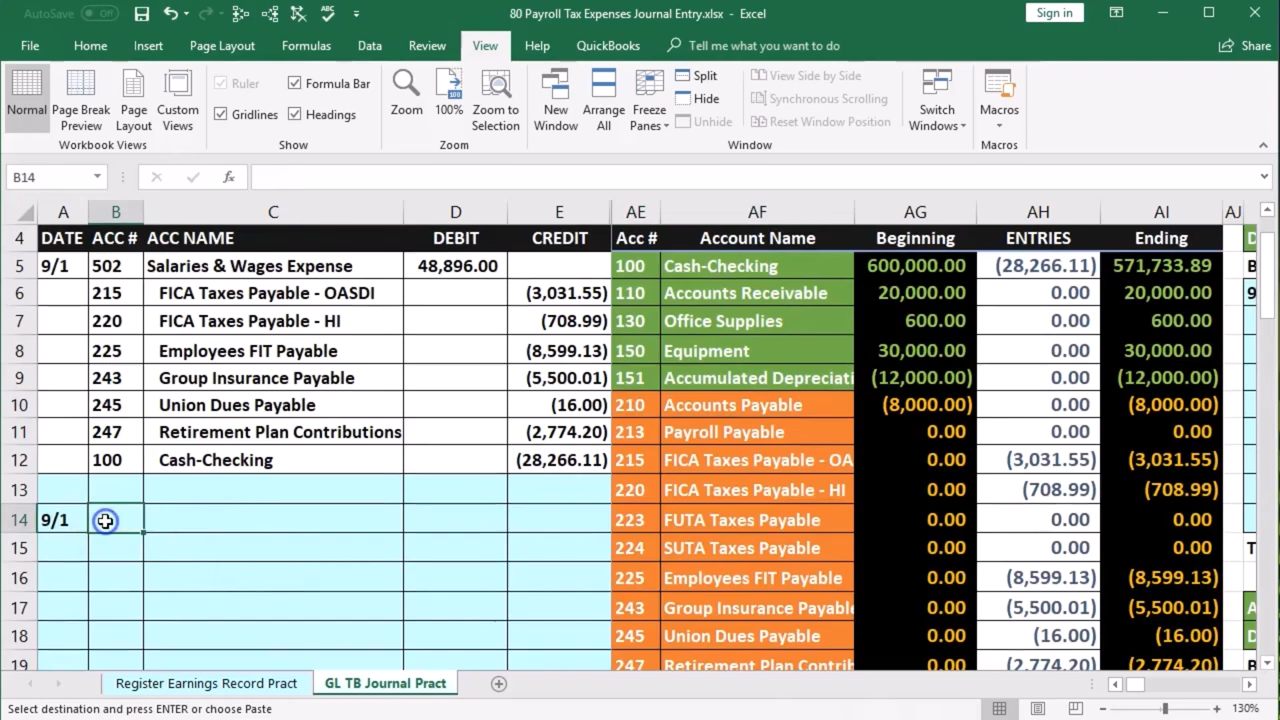 AutoSave Off 80 Payroll Tax Expenses Journal Entry.xlsx - Excel Sign in
File Home Insert Page Layout Formulas Data Review View Help QuickBooks Tell me what you want to do Share
Normal Page Break Preview Page Layout Custom Views
Workbook Views
Ruler Formula Bar
Gridlines Headings
Show
Zoom 100% Zoom to Selection
Zoom
New Window Arrange All Freeze Panes
Split
Hide
Unhide
View Side by Side
Synchronous Scrolling
Reset Window Position
Switch Windows
Window
Macros
Macros
B14 fx
A B C D E AE AF AG AH AI AJ
4 DATE ACC # ACC NAME DEBIT CREDIT Acc # Account Name Beginning ENTRIES Ending D
5 9/1 502 Salaries & Wages Expense 48,896.00 100 Cash-Checking 600,000.00 (28,266.11) 571,733.89 B
6 215 FICA Taxes Payable - OASDI (3,031.55) 110 Accounts Receivable 20,000.00 0.00 20,000.00 9
7 220 FICA Taxes Payable - HI (708.99) 130 Office Supplies 600.00 0.00 600.00
8 225 Employees FIT Payable (8,599.13) 150 Equipment 30,000.00 0.00 30,000.00
9 243 Group Insurance Payable (5,500.01) 151 Accumulated Depreciati (12,000.00) 0.00 (12,000.00)
10 245 Union Dues Payable (16.00) 210 Accounts Payable (8,000.00) 0.00 (8,000.00)
11 247 Retirement Plan Contributions (2,774.20) 213 Payroll Payable 0.00 0.00 0.00
12 100 Cash-Checking (28,266.11) 215 FICA Taxes Payable - OA 0.00 (3,031.55) (3,031.55)
13 220 FICA Taxes Payable - HI 0.00 (708.99) (708.99)
14 9/1 223 FUTA Taxes Payable 0.00 0.00 0.00
15 224 SUTA Taxes Payable 0.00 0.00 0.00 T
16 225 Employees FIT Payable 0.00 (8,599.13) (8,599.13)
17 243 Group Insurance Payable 0.00 (5,500.01) (5,500.01) A
18 245 Union Dues Payable 0.00 (16.00) (16.00) D
19 247 Retirement Plan Contrib 0.00 (2,774.20) (2,774.20) B
Register Earnings Record Pract GL TB Journal Pract
Select destination and press ENTER or choose Paste 130%